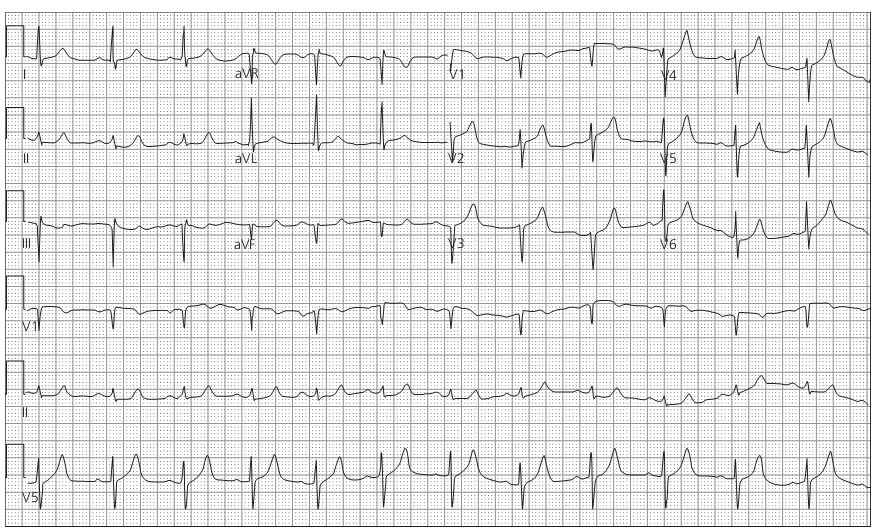 I aVR V1 V4
II aVL V2 V5
III aVF V3 V6
V1
II
V5